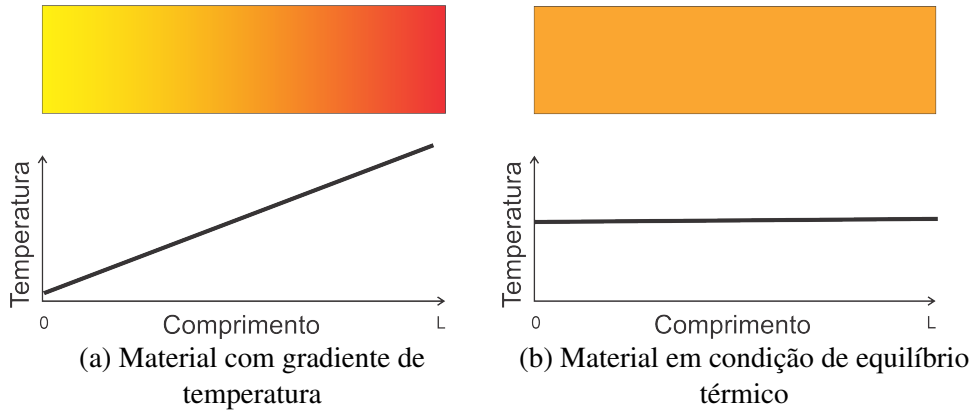 Temperatura
0
Comprimento
L
(a) Material com gradiente de
temperatura
Temperatura
0
Comprimento
L
(b) Material em condição de equilíbrio
térmico